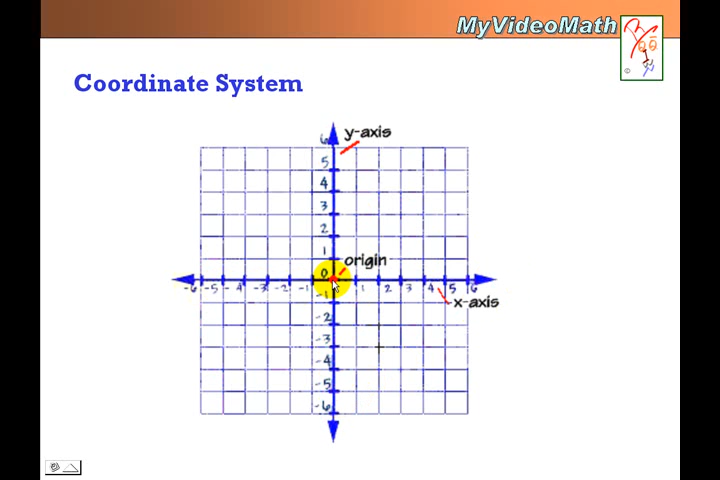 MyVideoMath
Coordinate System
y-axis
6
5
4
3
2
1
0
origin
-6 -5 -4 -3 -2 -1 1 2 3 4 5 6
x-axis
-1
-2
-3
-4
-5
-6